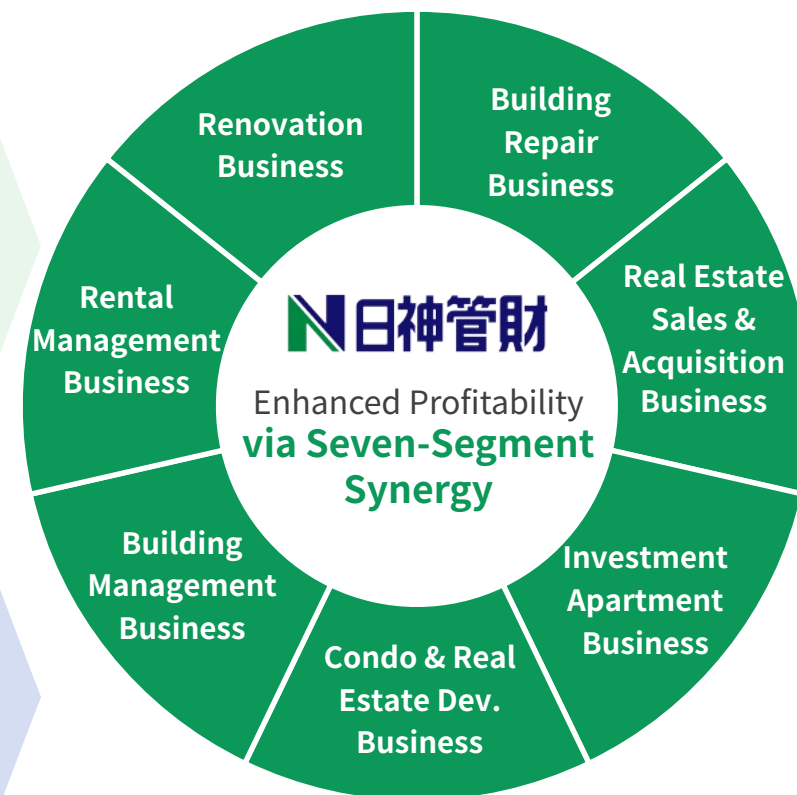 Building
Repair
Business
Real Estate
Sales &
Acquisition
Business
Investment
Apartment
Business
Condo & Real
Estate Dev.
Business
Building
Management
Business
Rental
Management
Business
Renovation
Business
N日神管財
Enhanced Profitability
via Seven-Segment
Synergy